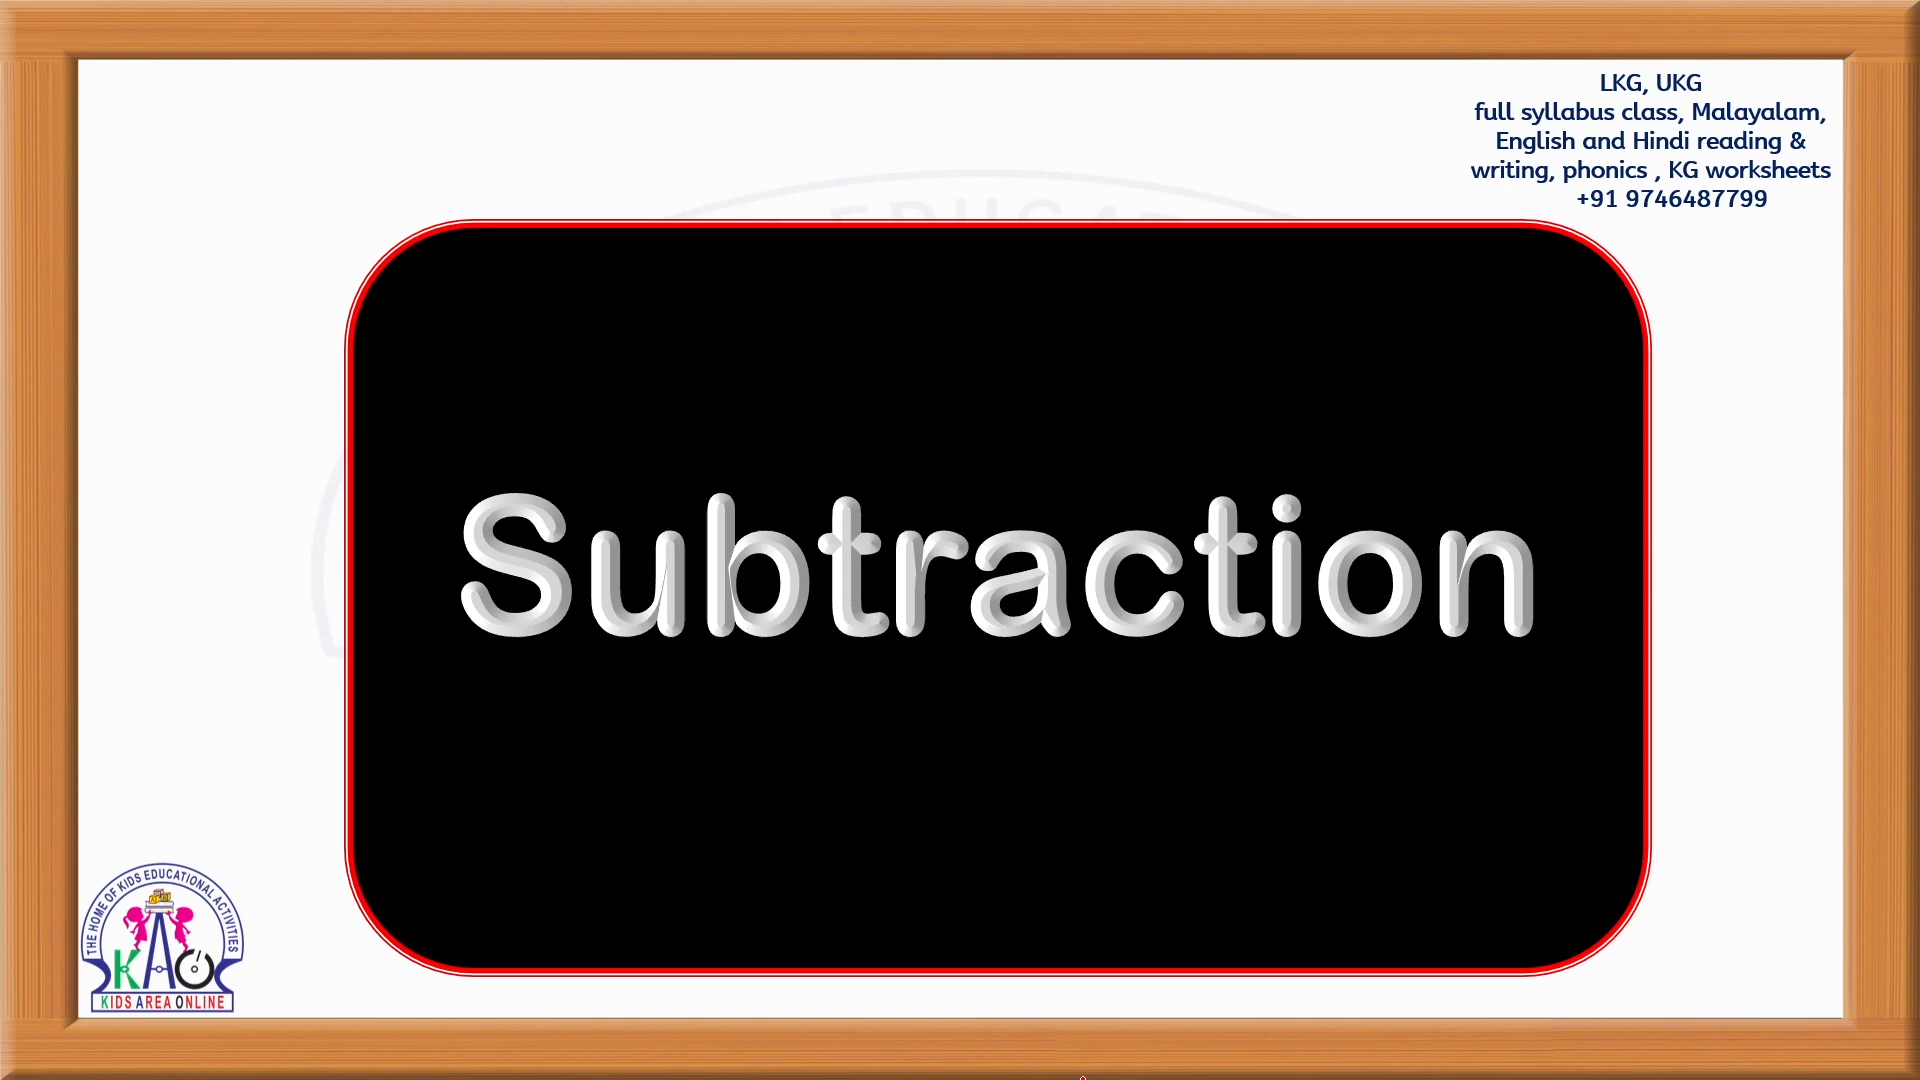 LKG, UKG
full syllabus class, Malayalam,
English and Hindi reading &
writing, phonics , KG worksheets
+91 9746487799
EDUCAT
Subtraction
THE HOME OF KIDS EDUCATIONAL ACTIVITIES
KAO
KIDS AREA ONLINE